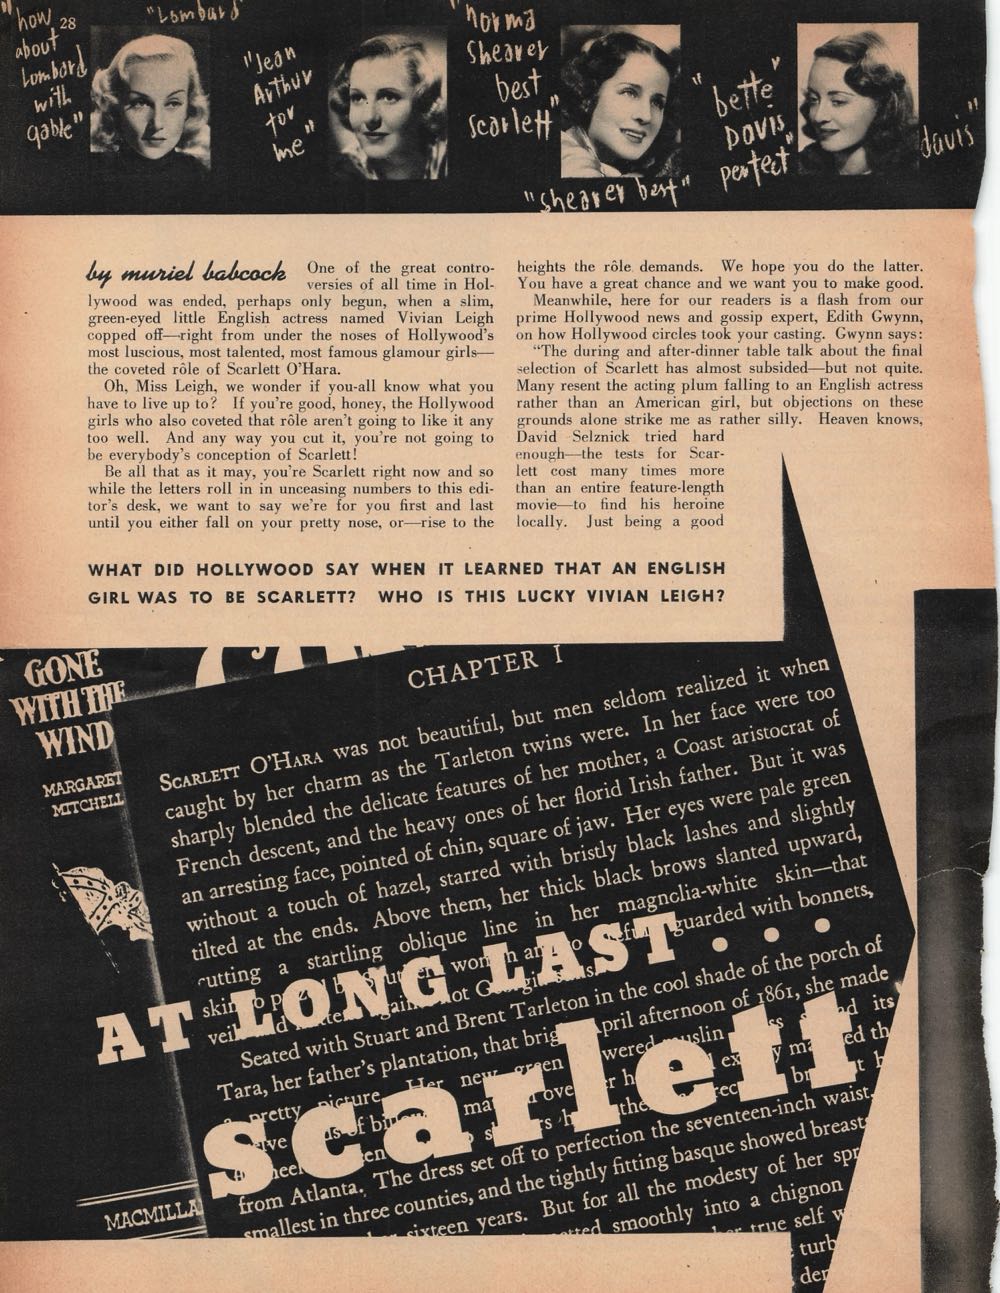 28
"how
about
Lombard
with
gable"
"Lombard
"Jean
Arthur
for
me"
"norma
Shearer
best
scarlett"
"shearer best"
"bette
Davis
perfect"
davis"
by muriel babcock One of the great contro-
versies of all time in Hol-
lywood was ended, perhaps only begun, when a slim,
green-eyed little English actress named Vivian Leigh
copped off—right from under the noses of Hollywood's
most luscious, most talented, most famous glamour girls—
the coveted rôle of Scarlett O'Hara.
Oh, Miss Leigh, we wonder if you-all know what you
have to live up to? If you're good, honey, the Hollywood
girls who also coveted that rôle aren't going to like it any
too well. And any way you cut it, you're not going to
be everybody's conception of Scarlett!
Be all that as it may, you're Scarlett right now and so
while the letters roll in in unceasing numbers to this edi-
tor's desk, we want to say we're for you first and last
until you either fall on your pretty nose, or—rise to the
heights the rôle demands. We hope you do the latter.
You have a great chance and we want you to make good.
Meanwhile, here for our readers is a flash from our
prime Hollywood news and gossip expert, Edith Gwynn,
on how Hollywood circles took your casting. Gwynn says:
"The during and after-dinner table talk about the final
selection of Scarlett has almost subsided—but not quite.
Many resent the acting plum falling to an English actress
rather than an American girl, but objections on these
grounds alone strike me as rather silly. Heaven knows,
David Selznick tried hard
enough—the tests for Scar-
lett cost many times more
than an entire feature-length
movie—to find his heroine
locally. Just being a good
WHAT DID HOLLYWOOD SAY WHEN IT LEARNED THAT AN ENGLISH
GIRL WAS TO BE SCARLETT? WHO IS THIS LUCKY VIVIAN LEIGH?
GONE
WITH THE
WIND
MARGARET
MITCHELL
MACMILLA
CHAPTER I
SCARLETT O'HARA was not beautiful, but men seldom realized it when
caught by her charm as the Tarleton twins were. In her face were too
sharply blended the delicate features of her mother, a Coast aristocrat of
French descent, and the heavy ones of her florid Irish father. But it was
an arresting face, pointed of chin, square of jaw. Her eyes were pale green
without a touch of hazel, starred with bristly black lashes and slightly
tilted at the ends. Above them, her thick black brows slanted upward,
cutting a startling oblique line in her magnolia-white skin—that
skin guarded with bonnets,
AT LONG LAST...
Seated with Stuart and Brent Tarleton in the cool shade of the porch of
Tara, her father's plantation, that April afternoon of 1861, she made
pretty picture. Her new green
Scarlett
from Atlanta. The dress set off to perfection the seventeen-inch waist,
smallest in three counties, and the tightly fitting basque showed breasts
sixteen years. But for all the modesty of her spr
smoothly into a chignon
true self w
turb
der